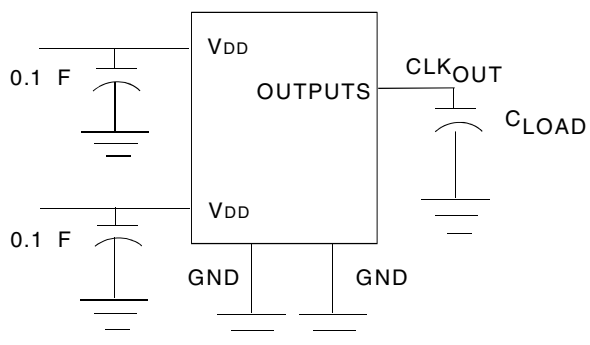 VDD
0.1 F
OUTPUTS
CLKOUT
CLOAD
VDD
0.1 F
GND
GND